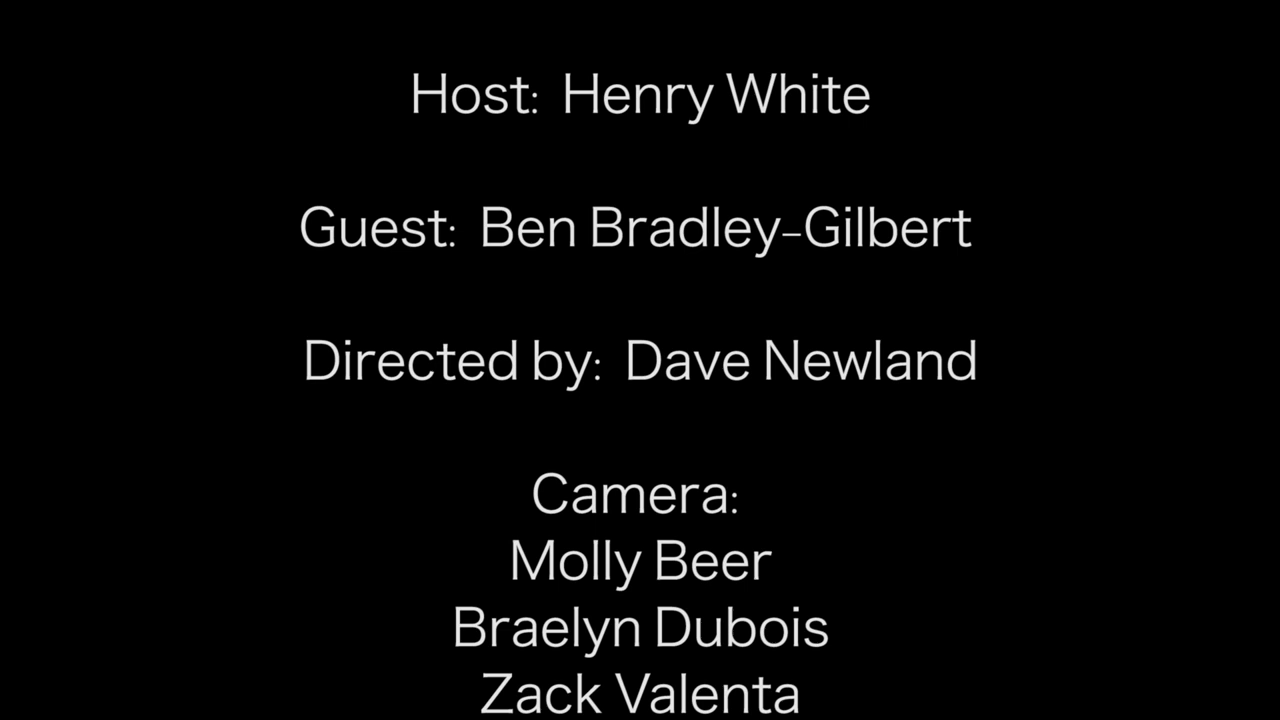 Host: Henry White
Guest: Ben Bradley-Gilbert
Directed by: Dave Newland
Camera:
Molly Beer
Braelyn Dubois
Zack Valenta